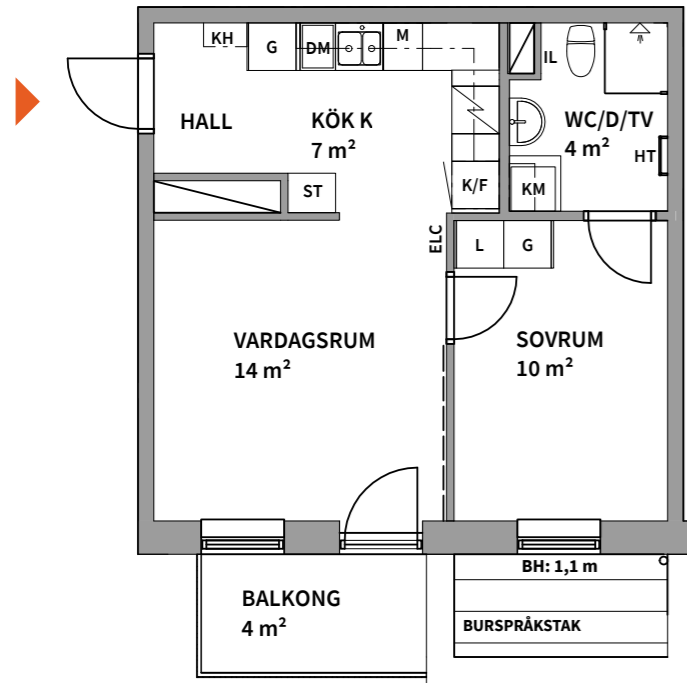 KH
G
DM
M
IL
HALL
KÖK K
7 m²
WC/D/TV
4 m²
HT
ST
K/F
KM
ELC
L
G
VARDAGSRUM
14 m²
SOVRUM
10 m²
BALKONG
4 m²
BH: 1,1 m
BURSPRÅKSTAK